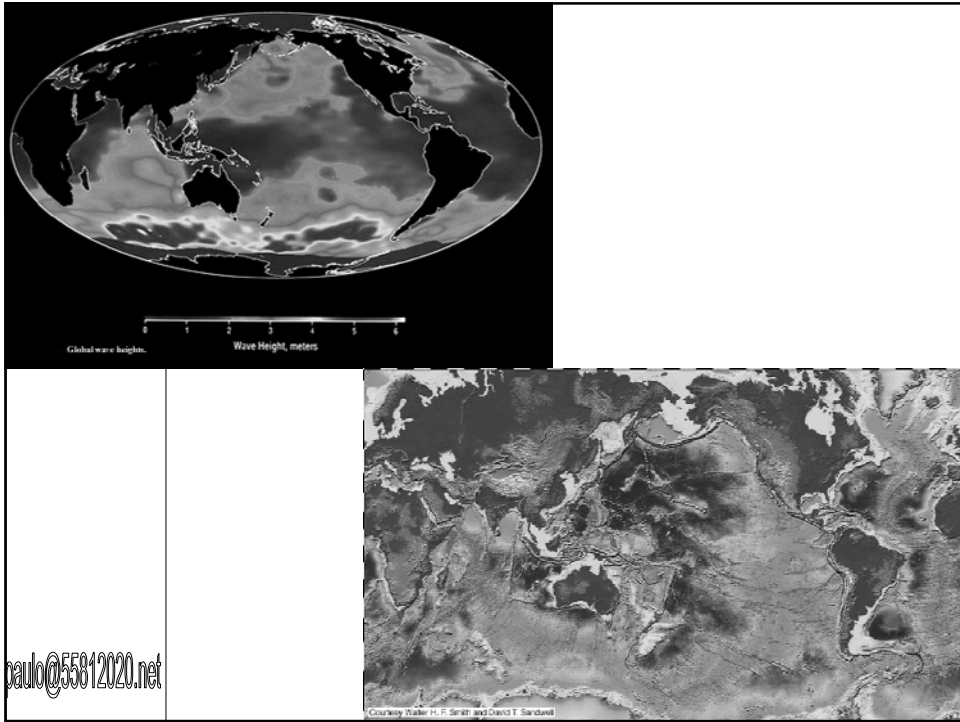 0 1 2 3 4 5 6
Global wave heights.
Wave Height, meters
paulo@55812020.net
Courtesy Walter H. F. Smith and David T. Sandwell